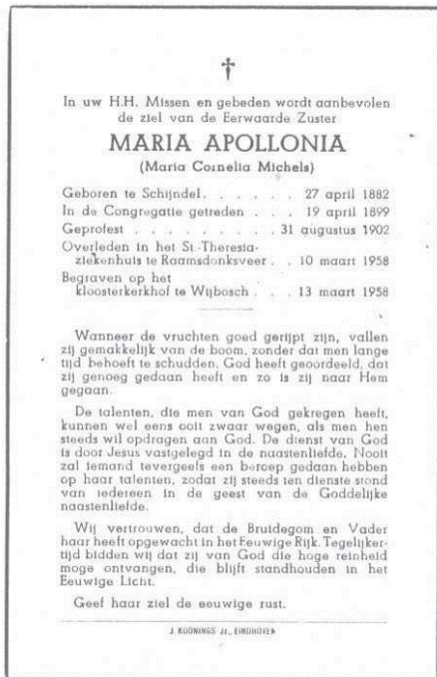 In uw H.H. Missen en gebeden wordt aanbevolen
de ziel van de Eerwaarde Zuster
MARIA APOLLONIA
(Maria Cornelia Michels)
Geboren te Schijndel . . . . . . 27 april 1882
In de Congregatie getreden . . . 19 april 1899
Geprofest . . . . . . . . . 31 augustus 1902
Overleden in het St.-Theresia-
ziekenhuis te Raamsdonksveer . . 10 maart 1958
Begraven op het
kloosterkerkhof te Wijbosch . . . 13 maart 1958
Wanneer de vruchten goed gerijpt zijn, vallen
zij gemakkelijk van de boom, zonder dat men lange
tijd behoeft te schudden. God heeft geoordeeld, dat
zij genoeg gedaan heeft en zo is zij naar Hem
gegaan.
De talenten, die men van God gekregen heeft,
kunnen wel eens ooit zwaar wegen, als men hen
steeds wil opdragen aan God. De dienst van God
is door Jesus vastgelegd in de naastenliefde. Nooit
zal iemand tevergeefs een beroep gedaan hebben
op haar talenten, zodat zij steeds ten dienste stond
van iedereen in de geest van de Goddelijke
naastenliefde.
Wij vertrouwen, dat de Bruidegom en Vader
haar heeft opgewacht in het Eeuwige Rijk. Tegelijker-
tijd bidden wij dat zij van God die hoge reinheid
moge ontvangen, die blijft standhouden in het
Eeuwige Licht.
Geef haar ziel de eeuwige rust.
J. KOONINGS Jr., EINDHOVEN